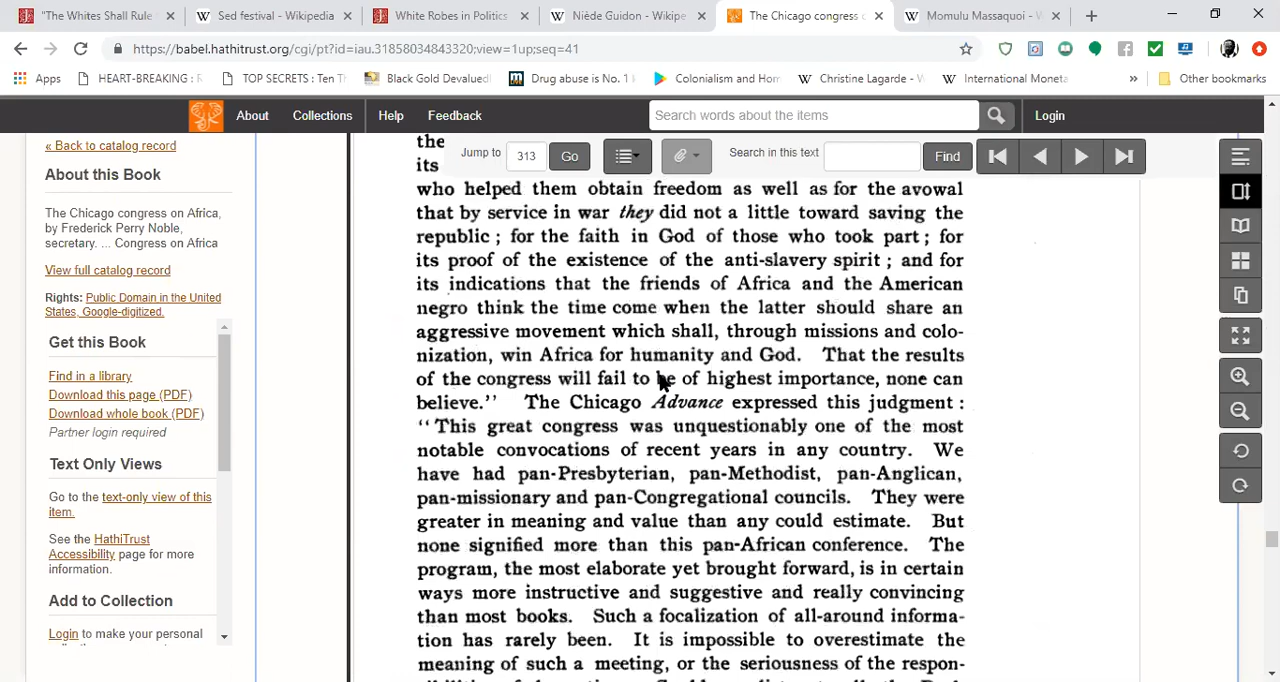 "The Whites Shall Rule
Sed festival - Wikipedia
White Robes in Politics
Niède Guidon - Wikipe
The Chicago congress
Momulu Massaquoi - W
https://babel.hathitrust.org/cgi/pt?id=iau.31858034843320;view=1up;seq=41
Apps
HEART-BREAKING : R
TOP SECRETS : Ten Th
Black Gold Devalued
Drug abuse is No. 1
Colonialism and Hom
Christine Lagarde - W
International Moneta
»
Other bookmarks
About
Collections
Help
Feedback
Search words about the items
Login
« Back to catalog record
About this Book
The Chicago congress on Africa,
by Frederick Perry Noble,
secretary. ... Congress on Africa
View full catalog record
Rights: Public Domain in the United
States, Google-digitized.
Get this Book
Find in a library
Download this page (PDF)
Download whole book (PDF)
Partner login required
Text Only Views
Go to the text-only view of this
item.
See the HathiTrust
Accessibility page for more
information.
Add to Collection
Login to make your personal
Jump to
313
Go
Search in this text
Find
the
its
who helped them obtain freedom as well as for the avowal
that by service in war they did not a little toward saving the
republic ; for the faith in God of those who took part ; for
its proof of the existence of the anti-slavery spirit ; and for
its indications that the friends of Africa and the American
negro think the time come when the latter should share an
aggressive movement which shall, through missions and colo-
nization, win Africa for humanity and God. That the results
of the congress will fail to be of highest importance, none can
believe.'' The Chicago Advance expressed this judgment :
''This great congress was unquestionably one of the most
notable convocations of recent years in any country. We
have had pan-Presbyterian, pan-Methodist, pan-Anglican,
pan-missionary and pan-Congregational councils. They were
greater in meaning and value than any could estimate. But
none signified more than this pan-African conference. The
program, the most elaborate yet brought forward, is in certain
ways more instructive and suggestive and really convincing
than most books. Such a focalization of all-around informa-
tion has rarely been. It is impossible to overestimate the
meaning of such a meeting, or the seriousness of the respon-